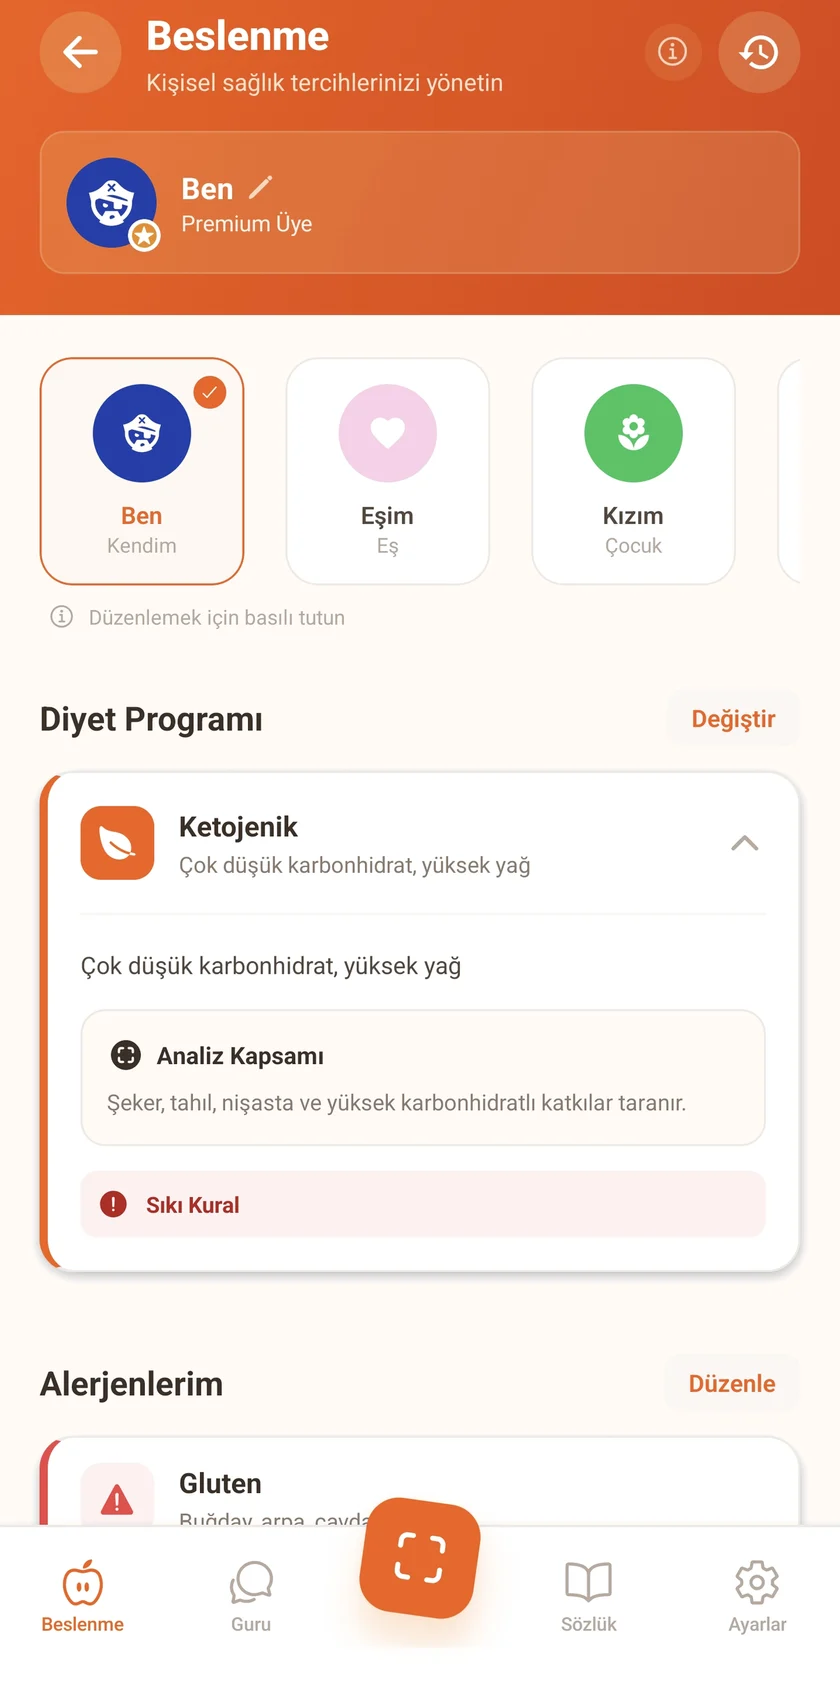 Beslenme
Kişisel sağlık tercihlerinizi yönetin
Ben
Premium Üye
Ben
Kendim
Eşim
Eş
Kızım
Çocuk
Düzenlemek için basılı tutun
Diyet Programı
Değiştir
Ketojenik
Çok düşük karbonhidrat, yüksek yağ
Çok düşük karbonhidrat, yüksek yağ
Analiz Kapsamı
Şeker, tahıl, nişasta ve yüksek karbonhidratlı katkılar taranır.
Sıkı Kural
Alerjenlerim
Düzenle
Gluten
Buğday, arpa,
Beslenme
Guru
Sözlük
Ayarlar